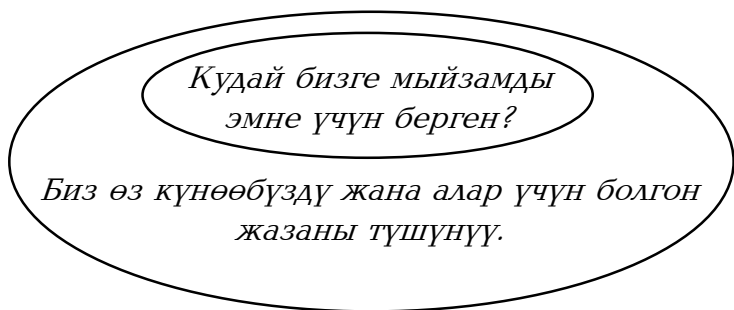 Кудай бизге мыйзамды
эмне үчүн берген?
Биз өз күнөөбүздү жана алар үчүн болгон
жазаны түшүнүү.